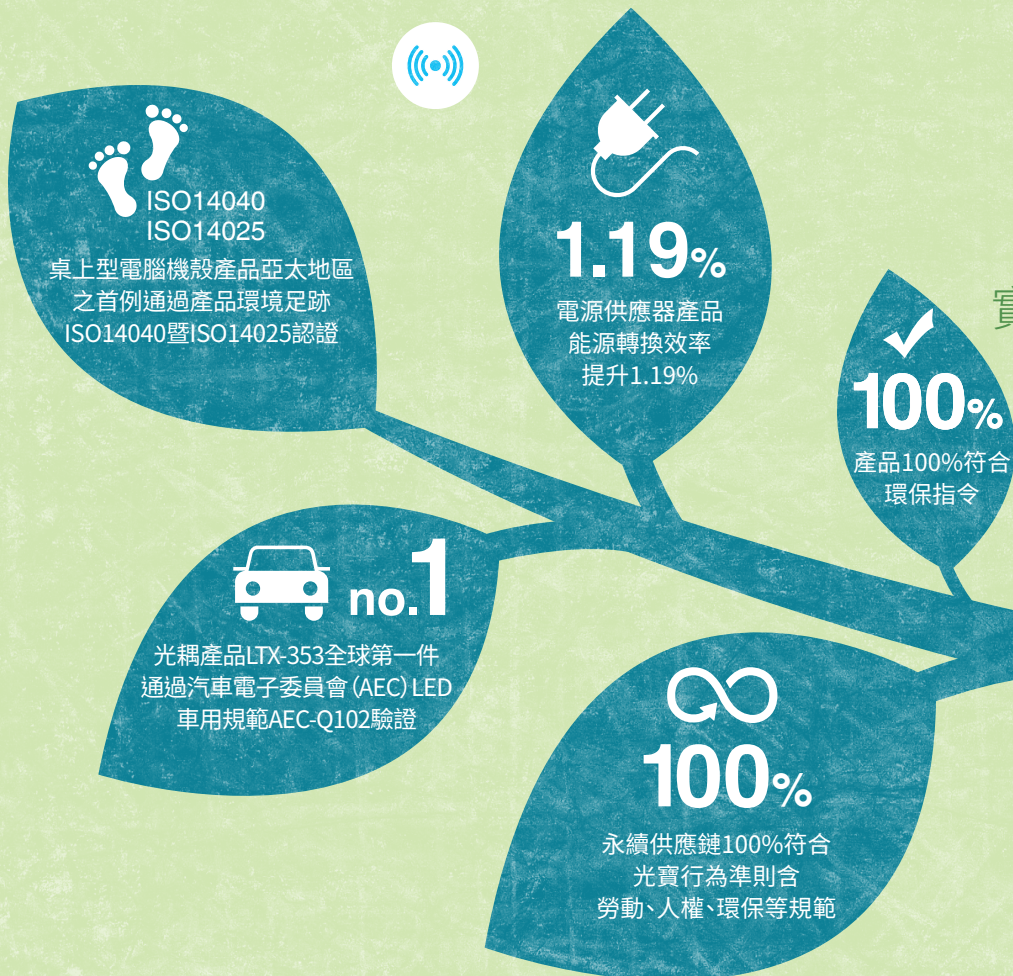 ISO14040
ISO14025
桌上型電腦機殼產品亞太地區
之首例通過產品環境足跡
ISO14040暨ISO14025認證
1.19%
電源供應器產品
能源轉換效率
提升1.19%
實
100%
產品100%符合
環保指令
no.1
光耦產品LTX-353全球第一件
通過汽車電子委員會(AEC)LED
車用規範AEC-Q102驗證
100%
永續供應鏈100%符合
光寶行為準則含
勞動、人權、環保等規範